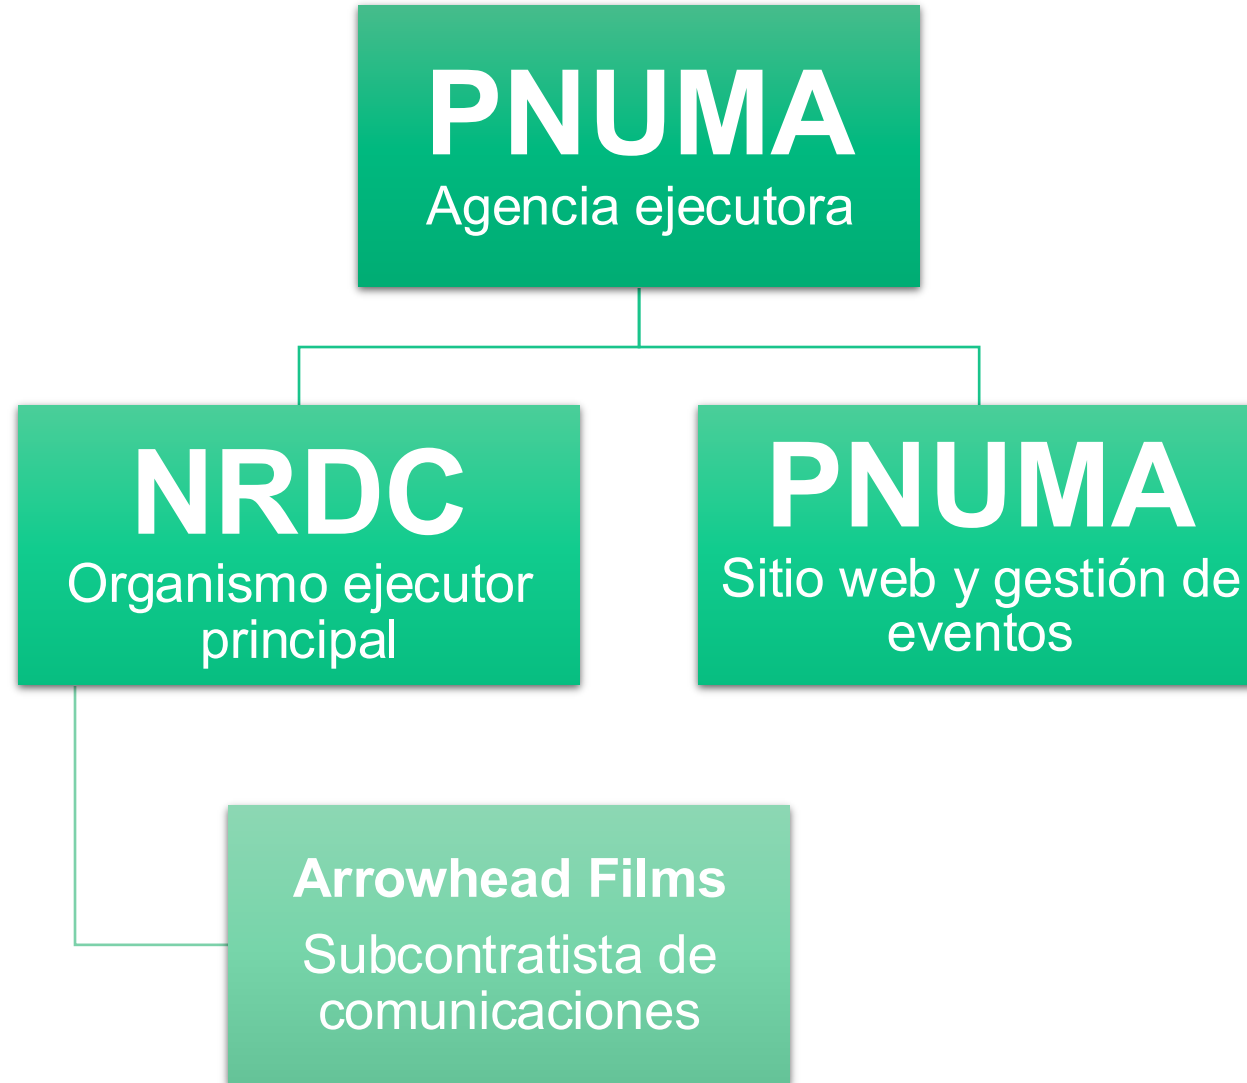 PNUMA
Agencia ejecutora
NRDC
Organismo ejecutor
principal
PNUMA
Sitio web y gestión de
eventos
Arrowhead Films
Subcontratista de
comunicaciones